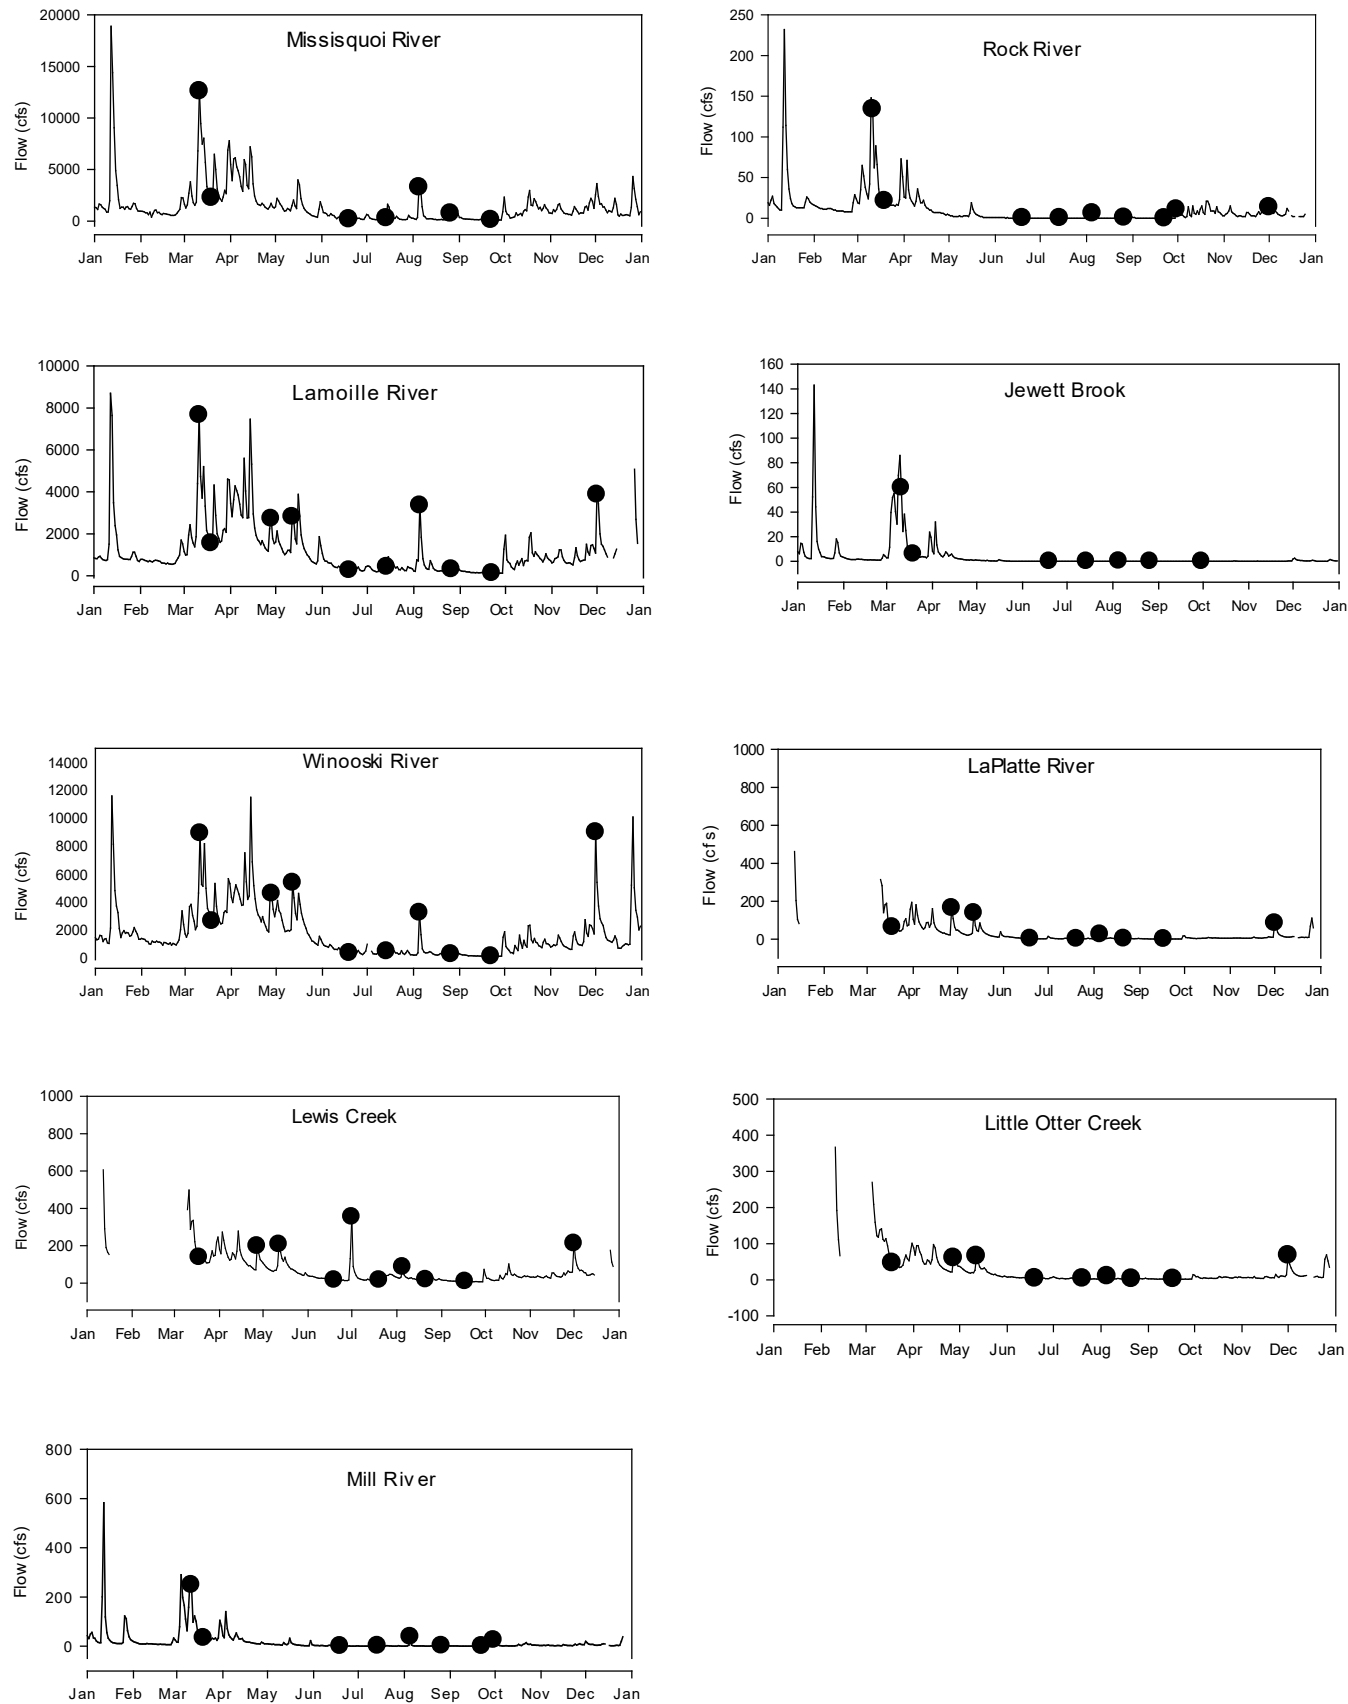 Missisquoi River
Flow (cfs)
20000
15000
10000
5000
0
Jan Feb Mar Apr May Jun Jul Aug Sep Oct Nov Dec Jan
Rock River
Flow (cfs)
250
200
150
100
50
0
Jan Feb Mar Apr May Jun Jul Aug Sep Oct Nov Dec Jan
Lamoille River
Flow (cfs)
10000
8000
6000
4000
2000
0
Jan Feb Mar Apr May Jun Jul Aug Sep Oct Nov Dec Jan
Jewett Brook
Flow (cfs)
160
140
120
100
80
60
40
20
0
Jan Feb Mar Apr May Jun Jul Aug Sep Oct Nov Dec Jan
Winooski River
Flow (cfs)
14000
12000
10000
8000
6000
4000
2000
0
Jan Feb Mar Apr May Jun Jul Aug Sep Oct Nov Dec Jan
LaPlatte River
Flow (cfs)
1000
800
600
400
200
0
Jan Feb Mar Apr May Jun Jul Aug Sep Oct Nov Dec Jan
Lewis Creek
Flow (cfs)
1000
800
600
400
200
0
Jan Feb Mar Apr May Jun Jul Aug Sep Oct Nov Dec Jan
Little Otter Creek
Flow (cfs)
500
400
300
200
100
0
-100
Jan Feb Mar Apr May Jun Jul Aug Sep Oct Nov Dec Jan
Mill River
Flow (cfs)
800
600
400
200
0
Jan Feb Mar Apr May Jun Jul Aug Sep Oct Nov Dec Jan